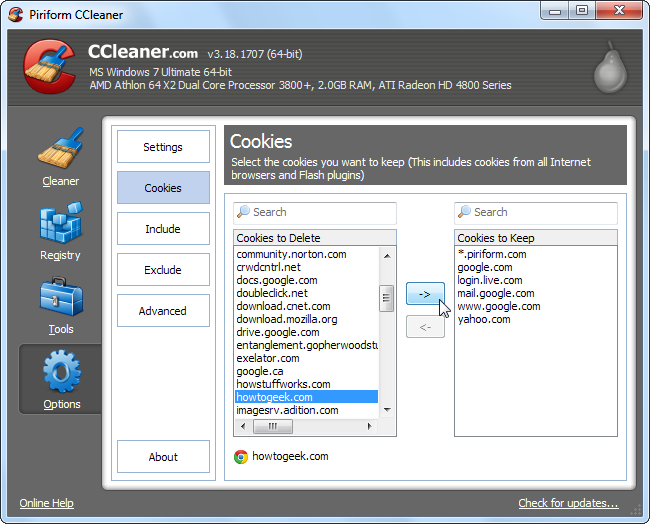 Piriform CCleaner
CCleaner.com v3.18.1707 (64-bit)
MS Windows 7 Ultimate 64-bit
AMD Athlon 64 X2 Dual Core Processor 3800+, 2.0GB RAM, ATI Radeon HD 4800 Series
Cleaner
Registry
Tools
Options
Settings
Cookies
Include
Exclude
Advanced
About
Cookies
Select the cookies you want to keep (This includes cookies from all Internet
browsers and Flash plugins)
Search
Cookies to Delete
community.norton.com
crwdcntrl.net
docs.google.com
doubleclick.net
download.cnet.com
download.mozilla.org
drive.google.com
entanglement.gopherwoodstu
exelator.com
google.ca
howstuffworks.com
howtogeek.com
imagesrv.adition.com
->
<-
Search
Cookies to Keep
*.piriform.com
google.com
login.live.com
mail.google.com
www.google.com
yahoo.com
howtogeek.com
Online Help
Check for updates...